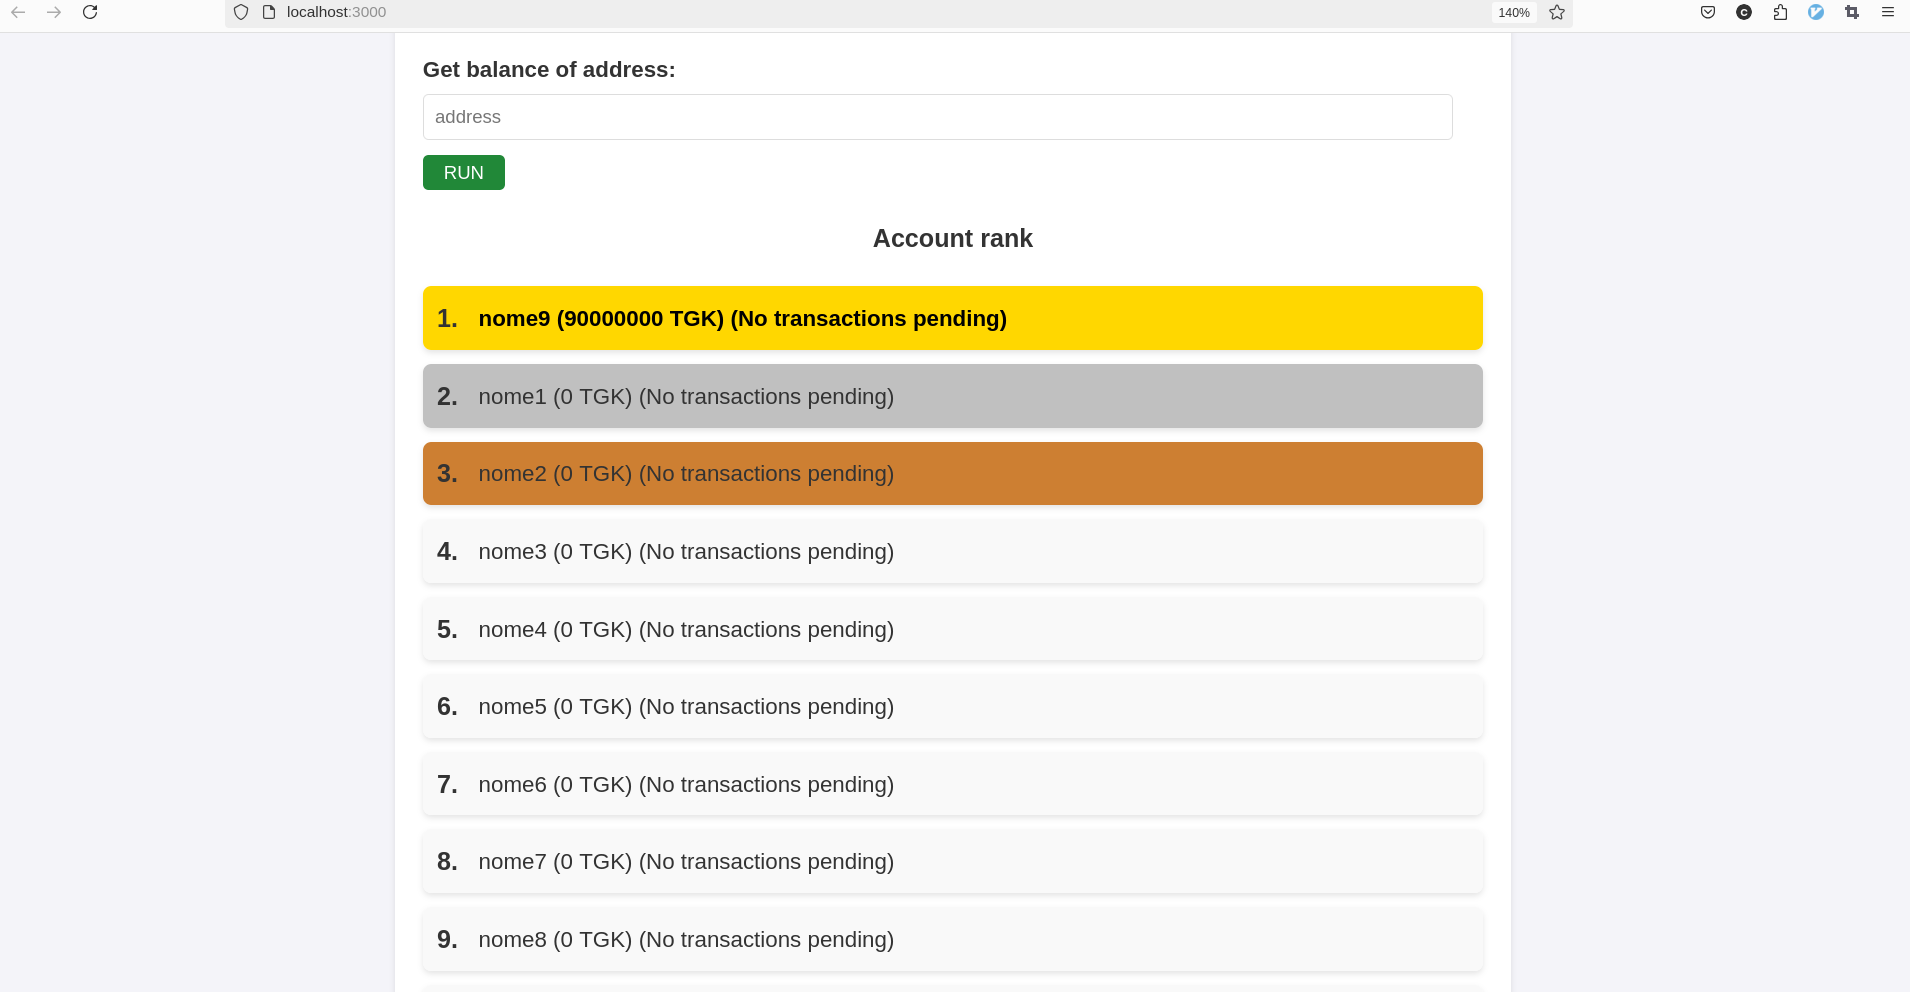 localhost:3000
140%
Get balance of address:
address
RUN
Account rank
1. nome9 (90000000 TGK) (No transactions pending)
2. nome1 (0 TGK) (No transactions pending)
3. nome2 (0 TGK) (No transactions pending)
4. nome3 (0 TGK) (No transactions pending)
5. nome4 (0 TGK) (No transactions pending)
6. nome5 (0 TGK) (No transactions pending)
7. nome6 (0 TGK) (No transactions pending)
8. nome7 (0 TGK) (No transactions pending)
9. nome8 (0 TGK) (No transactions pending)